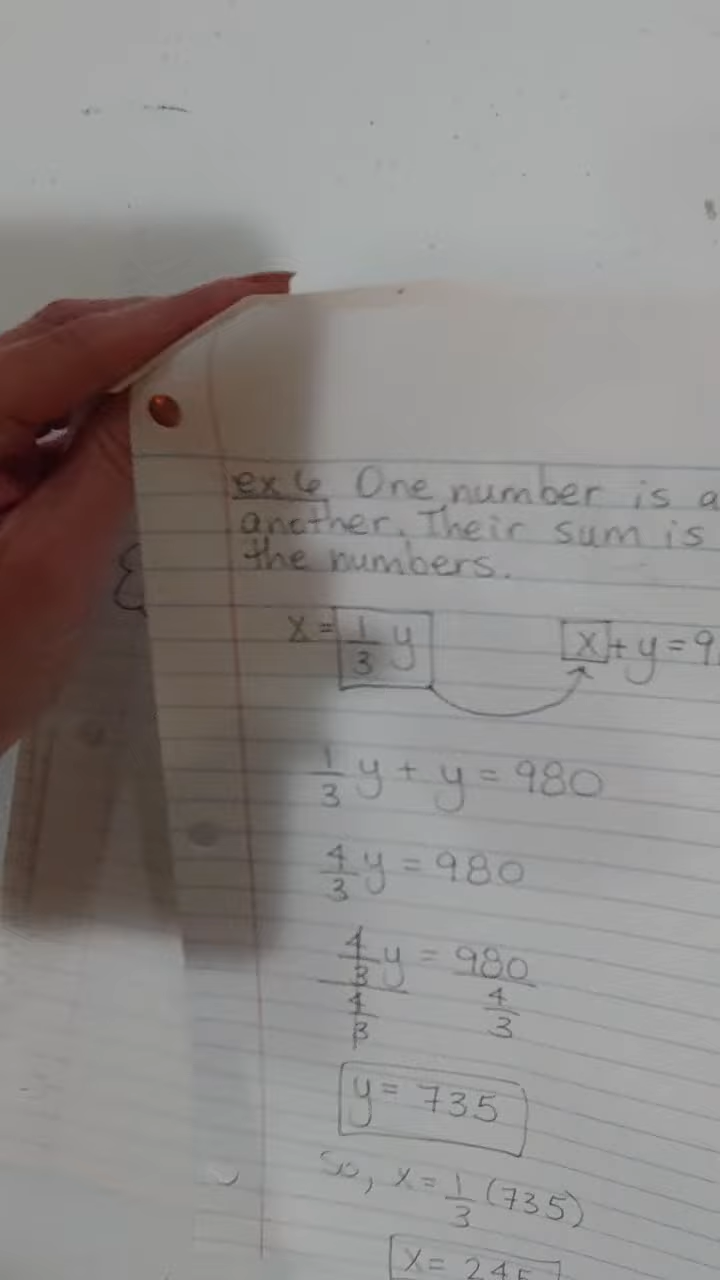 ex 6 One number is a
another. Their sum is
the numbers.
x = 1/3 y x + y = 9
1/3 y + y = 980
4/3 y = 980
4/3 y = 980
4/3 4/3
y = 735
So, x = 1/3 (735)
x = 245